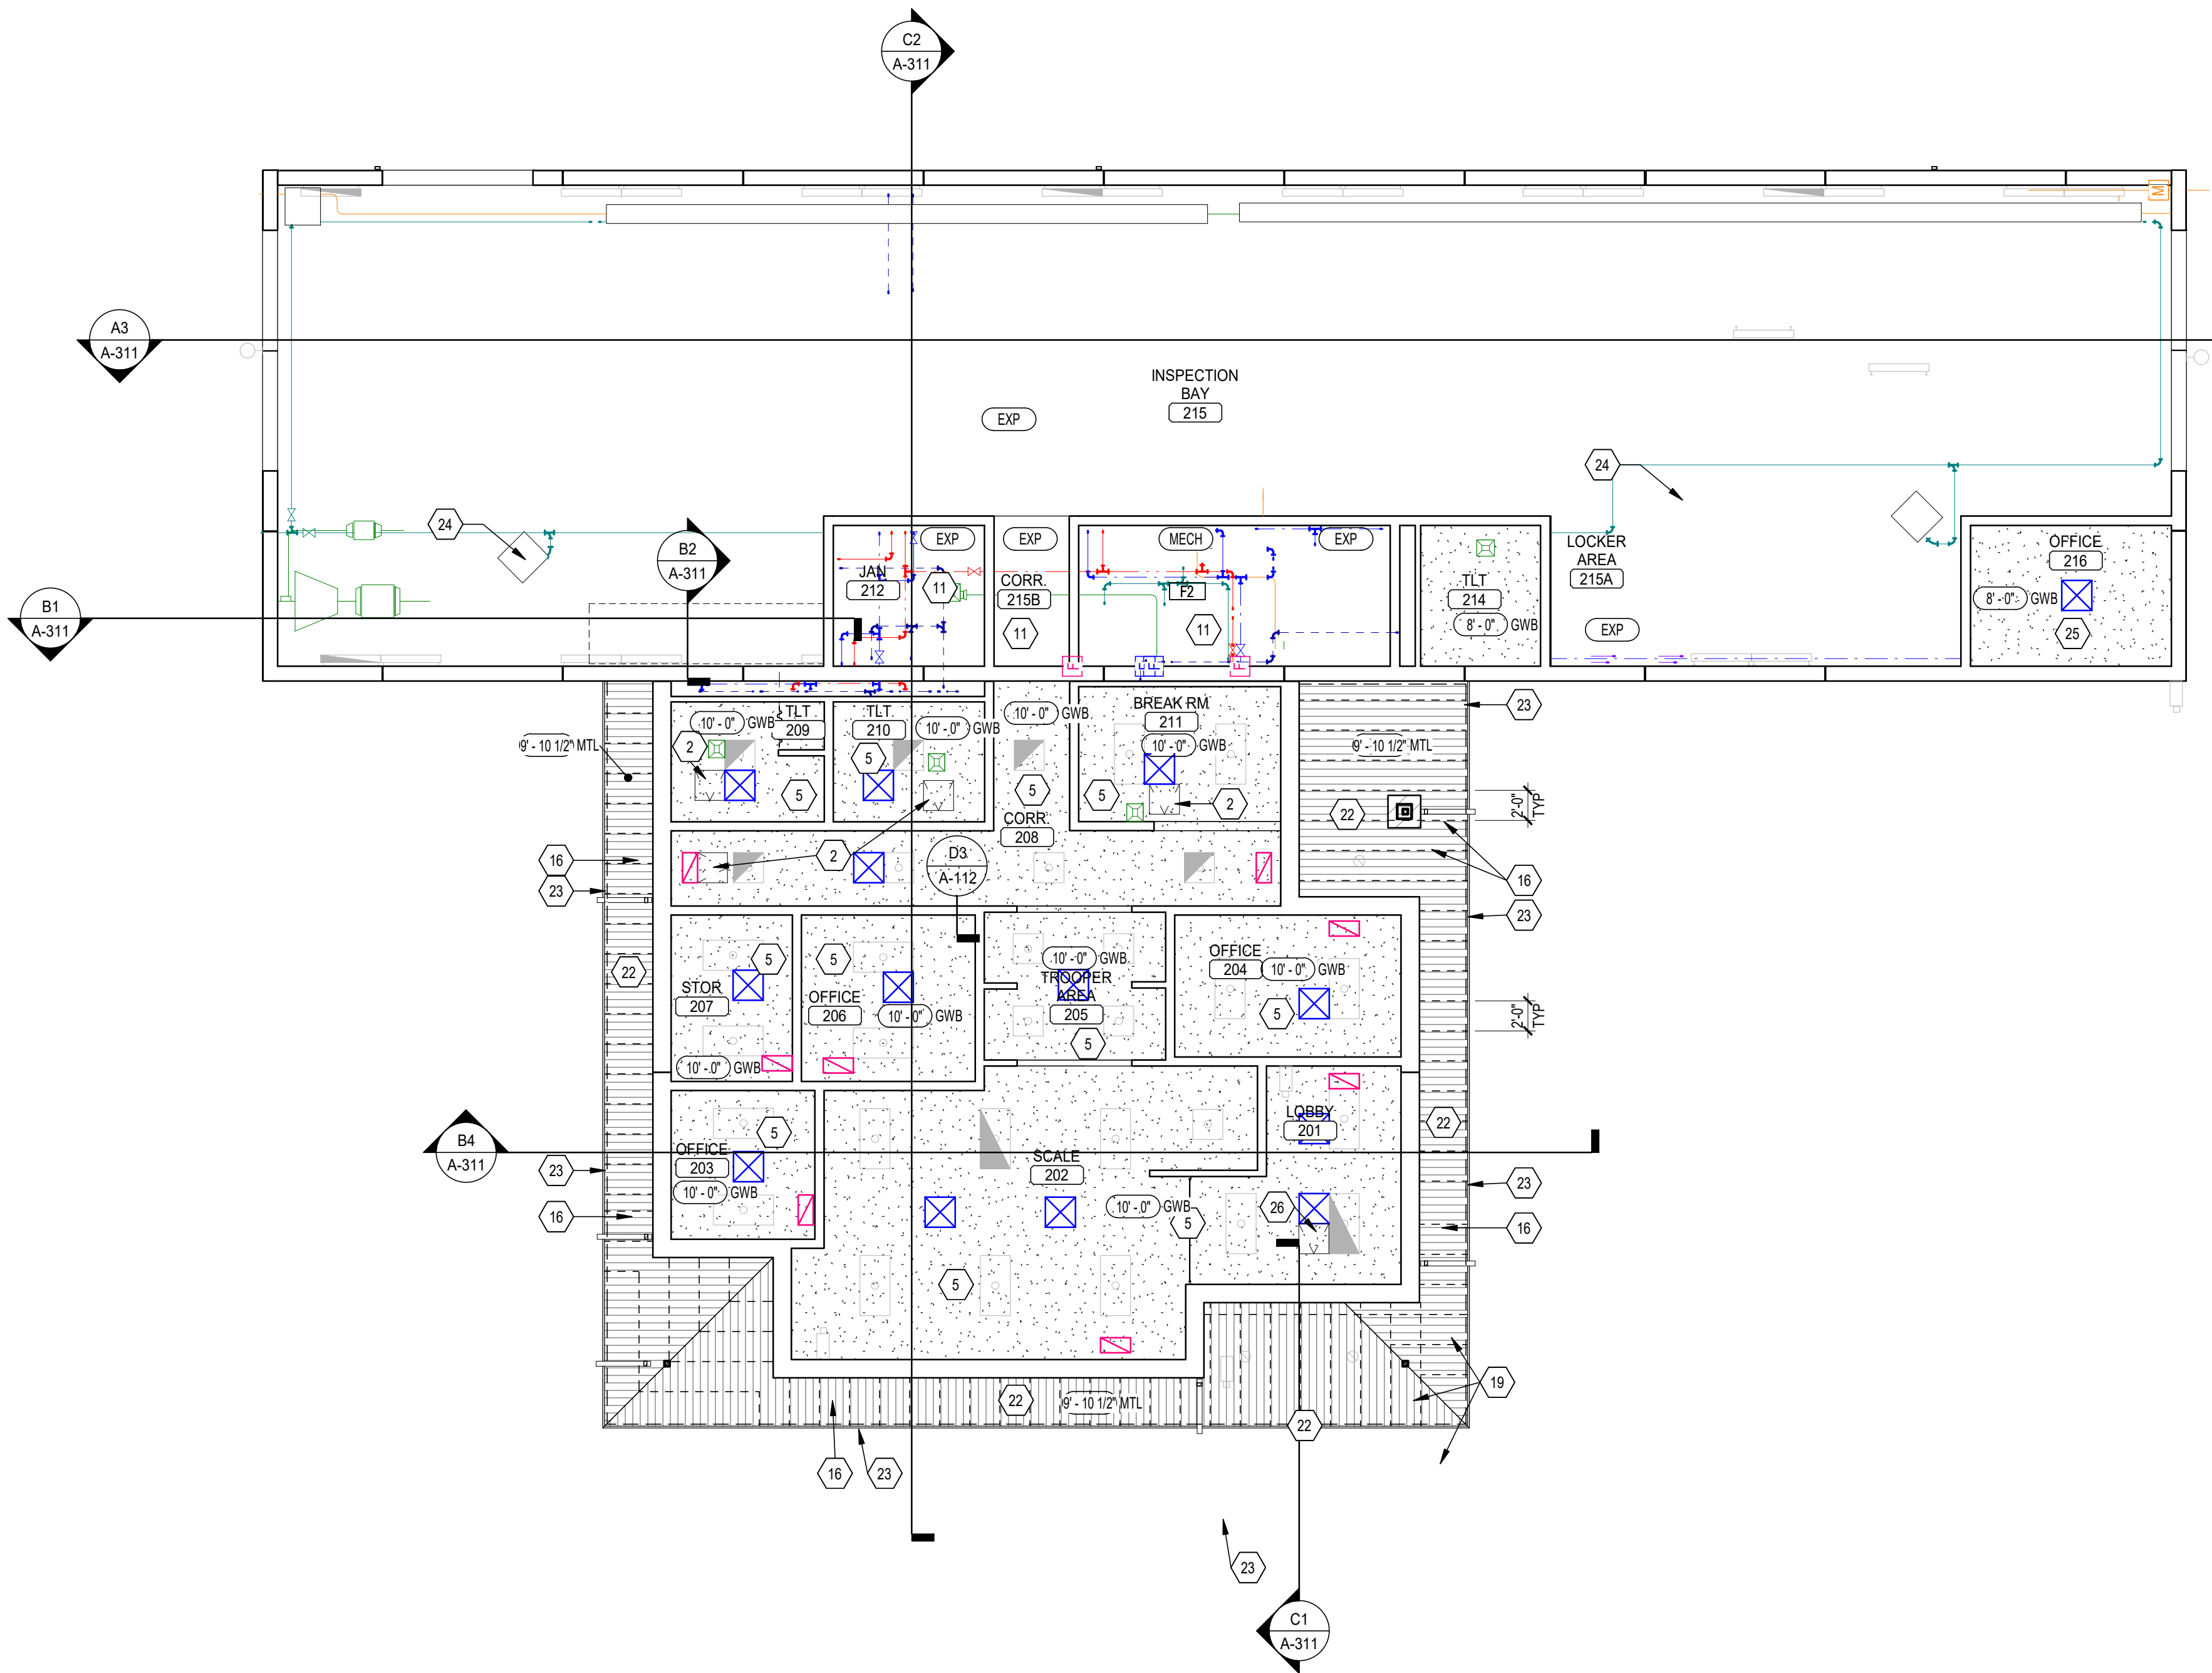 C2
A-311
M
A3
A-311
INSPECTION
BAY
215
EXP
24
24
B2
A-311
EXP
EXP
MECH
EXP
JAN
212
11
CORR.
215B
11
F2
11
TLT
214
8' - 0" GWB
LOCKER
AREA
215A
EXP
OFFICE
216
8' - 0" GWB
25
B1
A-311
F
F
F
F
10' - 0" GWB
TLT
209
TLT
210
10' - 0" GWB
10' - 0" GWB
BREAK RM
211
10' - 0" GWB
23
9' - 10 1/2" MTL
2
5
5
5
5
2
9' - 10 1/2" MTL
22
2'-0"
TYP
CORR.
208
16
2
D3
A-112
16
23
23
22
5
5
10' - 0" GWB
OFFICE
204
10' - 0" GWB
STOR
207
OFFICE
206
10' - 0" GWB
TROOPER
AREA
205
5
5
2'-0"
TYP
10' - 0" GWB
B4
A-311
5
LOBBY
201
22
OFFICE
203
10' - 0" GWB
SCALE
202
23
23
16
10' - 0" GWB
5
26
16
5
22
9' - 10 1/2" MTL
22
19
16
23
23
C1
A-311